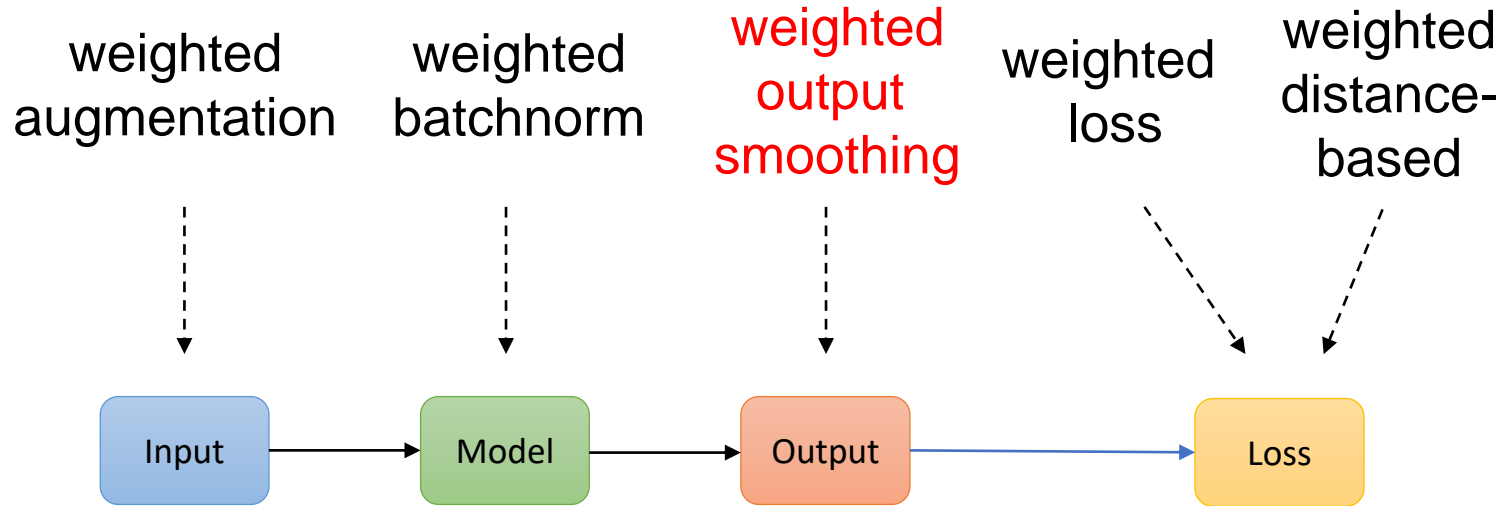 weighted
augmentation
weighted
batchnorm
weighted
output
smoothing
weighted
loss
weighted
distance-
based
Input
Model
Output
Loss